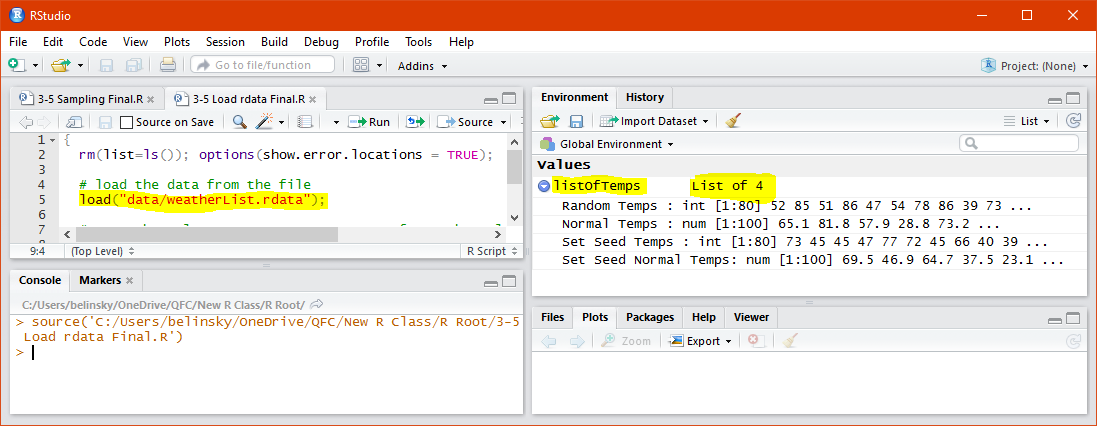 RStudio
File Edit Code View Plots Session Build Debug Profile Tools Help
Go to file/function Addins Project: (None)
3-5 Sampling Final.R 3-5 Load rdata Final.R
Source on Save Run Source
1 {
2 rm(list=ls()); options(show.error.locations = TRUE);
3
4 # load the data from the file
5 load("data/weatherList.rdata");
6
7
8
9:4 (Top Level) R Script
Console Markers
C:/Users/belinsky/OneDrive/QFC/New R Class/R Root/
> source('C:/Users/belinsky/OneDrive/QFC/New R Class/R Root/3-5
Load rdata Final.R')
>
Environment History
Import Dataset List
Global Environment
Values
listOfTemps List of 4
Random Temps : int [1:80] 52 85 51 86 47 54 78 86 39 73 ...
Normal Temps : num [1:100] 65.1 81.8 57.9 28.8 73.2 ...
Set Seed Temps : int [1:80] 73 45 45 47 77 72 45 66 40 39 ...
Set Seed Normal Temps: num [1:100] 69.5 46.9 64.7 37.5 23.1 ...
Files Plots Packages Help Viewer
Zoom Export